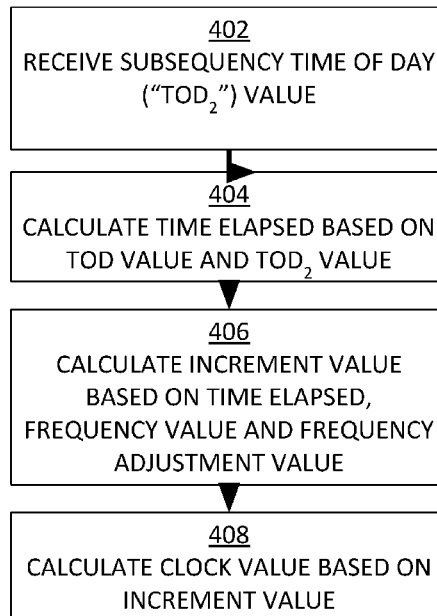 402
RECEIVE SUBSEQUENCY TIME OF DAY
(“TOD₂”) VALUE
404
CALCULATE TIME ELAPSED BASED ON
TOD VALUE AND TOD₂ VALUE
406
CALCULATE INCREMENT VALUE
BASED ON TIME ELAPSED,
FREQUENCY VALUE AND FREQUENCY
ADJUSTMENT VALUE
408
CALCULATE CLOCK VALUE BASED ON
INCREMENT VALUE